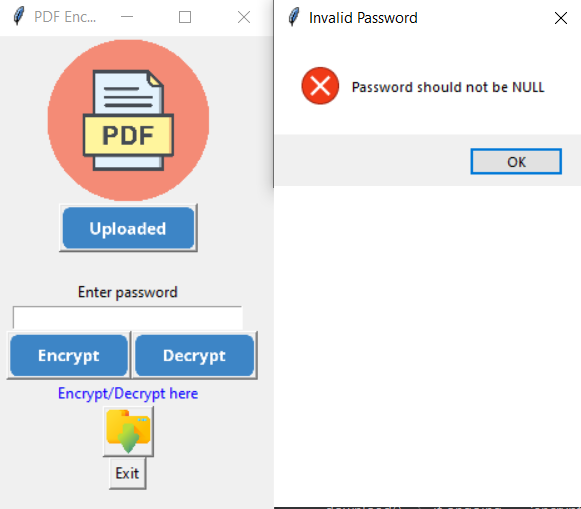 PDF Enc...
PDF
Uploaded
Enter password
Encrypt
Decrypt
Encrypt/Decrypt here
Exit
Invalid Password
Password should not be NULL
OK